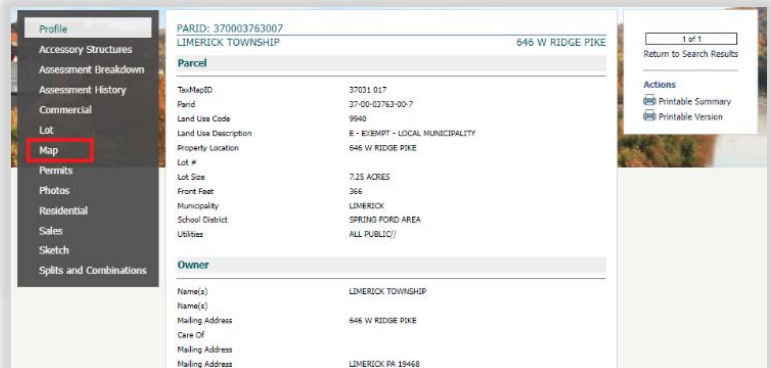 Profile
Accessory Structures
Assessment Breakdown
Assessment History
Commercial
Lot
Map
Permits
Photos
Residential
Sales
Sketch
Splits and Combinations
PARID: 370003763007
LIMERICK TOWNSHIP 646 W RIDGE PIKE
Parcel
TaxMapID 37031 017
Parid 37-00-03763-00-7
Land Use Code 9940
Land Use Description E - EXEMPT - LOCAL MUNICIPALITY
Property Location 646 W RIDGE PIKE
Lot #
Lot Size 7.25 ACRES
Front Feet 366
Municipality LIMERICK
School District SPRING FORD AREA
Utilities ALL PUBLIC//
Owner
Name(s) LIMERICK TOWNSHIP
Name(s)
Mailing Address 646 W RIDGE PIKE
Care Of
Mailing Address
Mailing Address LIMERICK PA 19468
1 of 1
Return to Search Results
Actions
Printable Summary
Printable Version